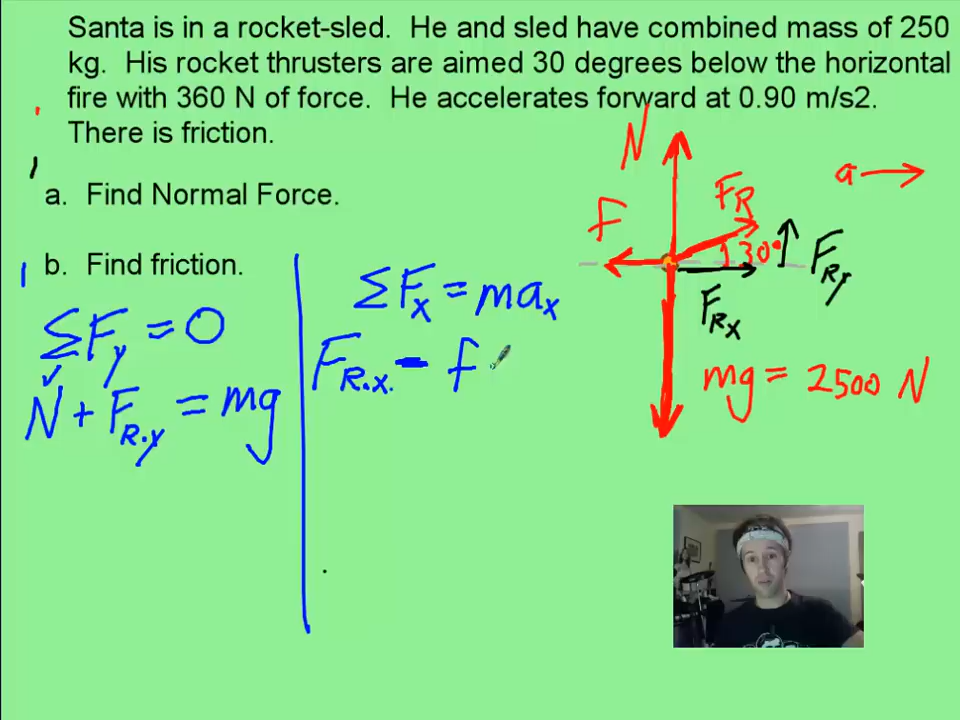 Santa is in a rocket-sled. He and sled have combined mass of 250
kg. His rocket thrusters are aimed 30 degrees below the horizontal
fire with 360 N of force. He accelerates forward at 0.90 m/s2.
There is friction.
a. Find Normal Force.
b. Find friction.
N
a →
FR
f
30°
FRy
FRx
mg = 2500 N
ΣFy = 0
N + FR.y = mg
ΣFx = max
FR.x. - f